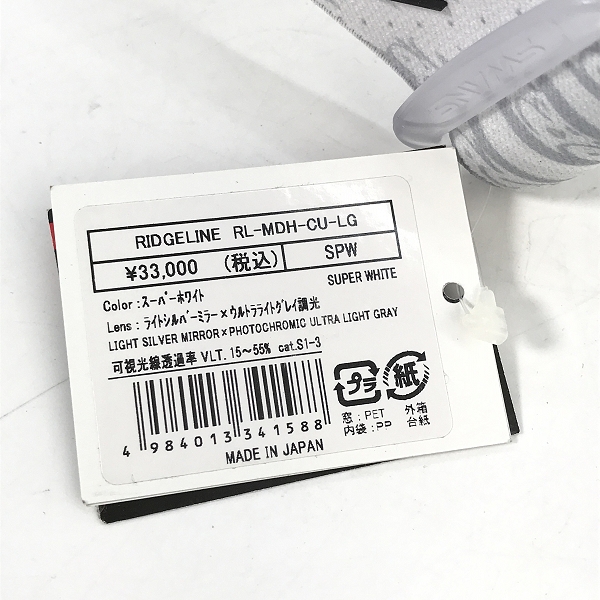 SWANS
RIDGELINE RL-MDH-CU-LG
¥33,000 (税込) SPW
Color :スーパーホワイト SUPER WHITE
Lens : ライトシルバーミラー×ウルトラライトグレイ調光
LIGHT SILVER MIRROR×PHOTOCHROMIC ULTRA LIGHT GRAY
可視光線透過率 VLT. 15~55% cat.S1-3
プラ 紙
窓:PET 外箱
内袋:PP 台紙
4 984013 341588
MADE IN JAPAN